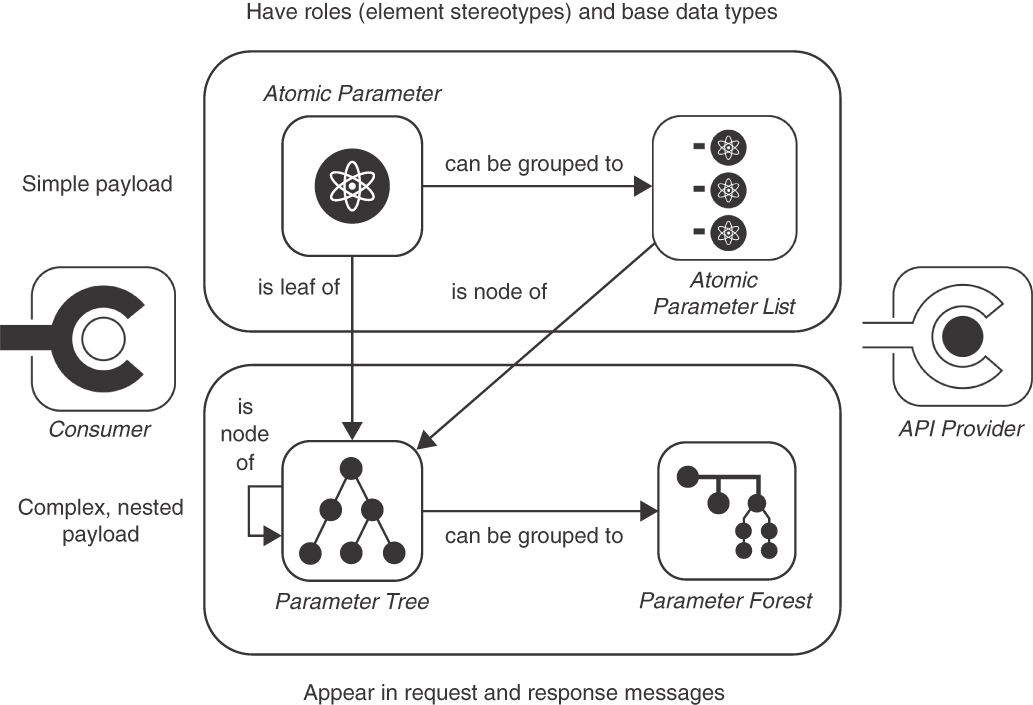 Have roles (element stereotypes) and base data types
Atomic Parameter
can be grouped to
Simple payload
is leaf of
is node of
Atomic
Parameter List
Consumer
API Provider
is
node
of
Complex, nested
payload
can be grouped to
Parameter Tree
Parameter Forest
Appear in request and response messages